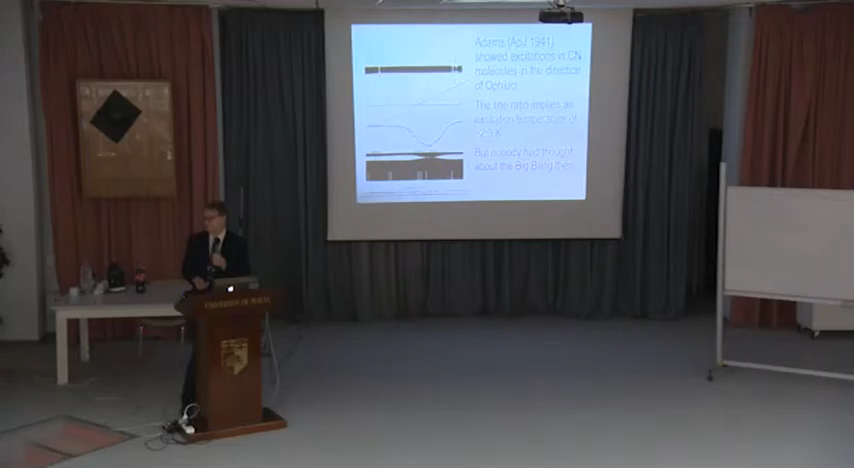 Adams (ApJ 1941)
showed excitations in CN
molecules in the direction
of Ophiuci
The line ratio implies an
excitation temperature of
~2.3 K
But nobody had thought
about the Big Bang then
UNIVERSITY OF MALTA